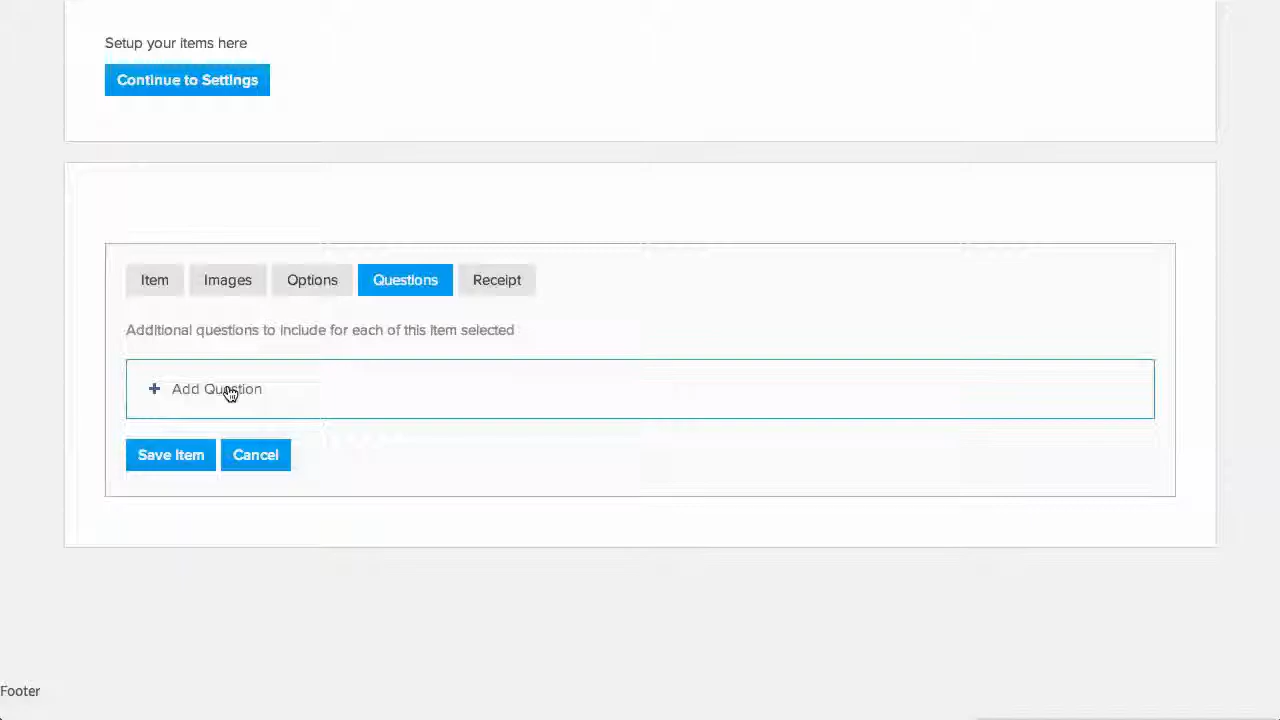 Setup your items here
Continue to Settings
Item Images Options Questions Receipt
Additional questions to include for each of this item selected
+ Add Question
Save Item Cancel
Footer